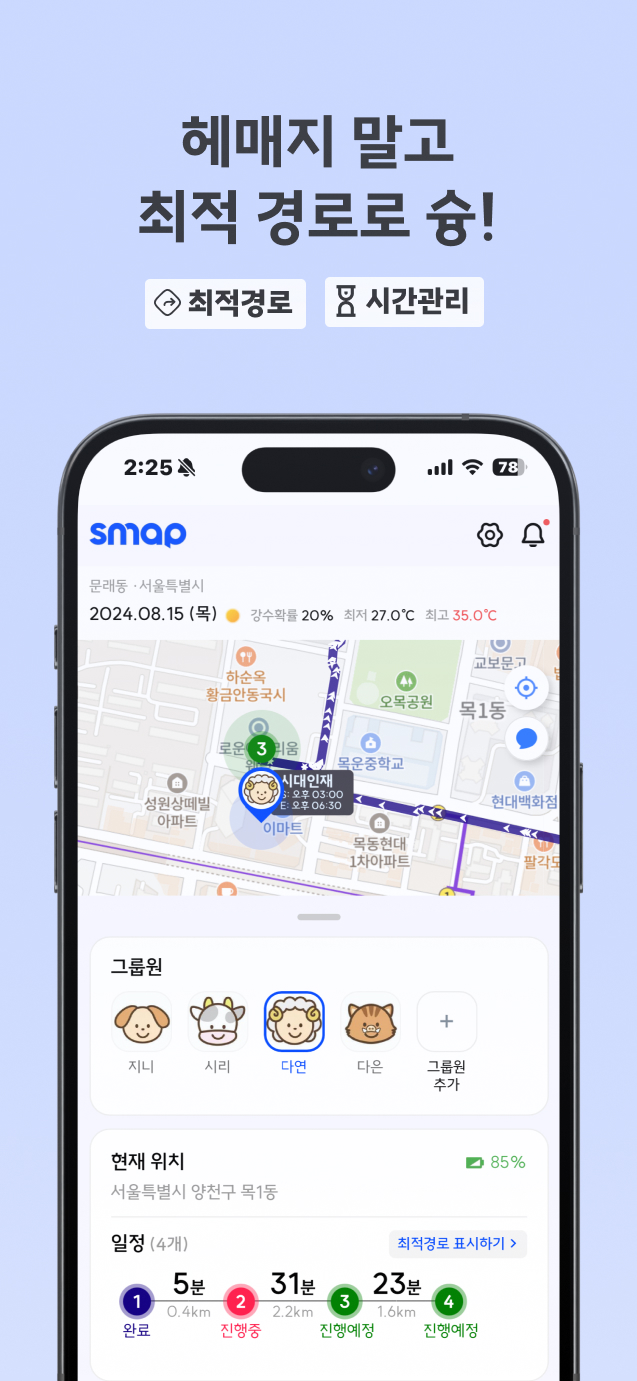 헤매지 말고
최적 경로로 슝!
최적경로 시간관리
2:25 78
smap
문래동 · 서울특별시
2024.08.15 (목) 강수확률 20% 최저 27.0℃ 최고 35.0℃
하순옥
황금안동국시
교보문고
오목공원
목1동
3
목운중학교
시대인재
S: 오후 03:00
E: 오후 06:30
현대백화점
성원상떼빌
아파트
이마트
목동현대
1차아파트
1
그룹원
지니 시리 다연 다은 그룹원
추가
현재 위치 85%
서울특별시 양천구 목1동
일정 (4개) 최적경로 표시하기 >
5분 31분 23분
1 2 3 4
0.4km 2.2km 1.6km
완료 진행중 진행예정 진행예정